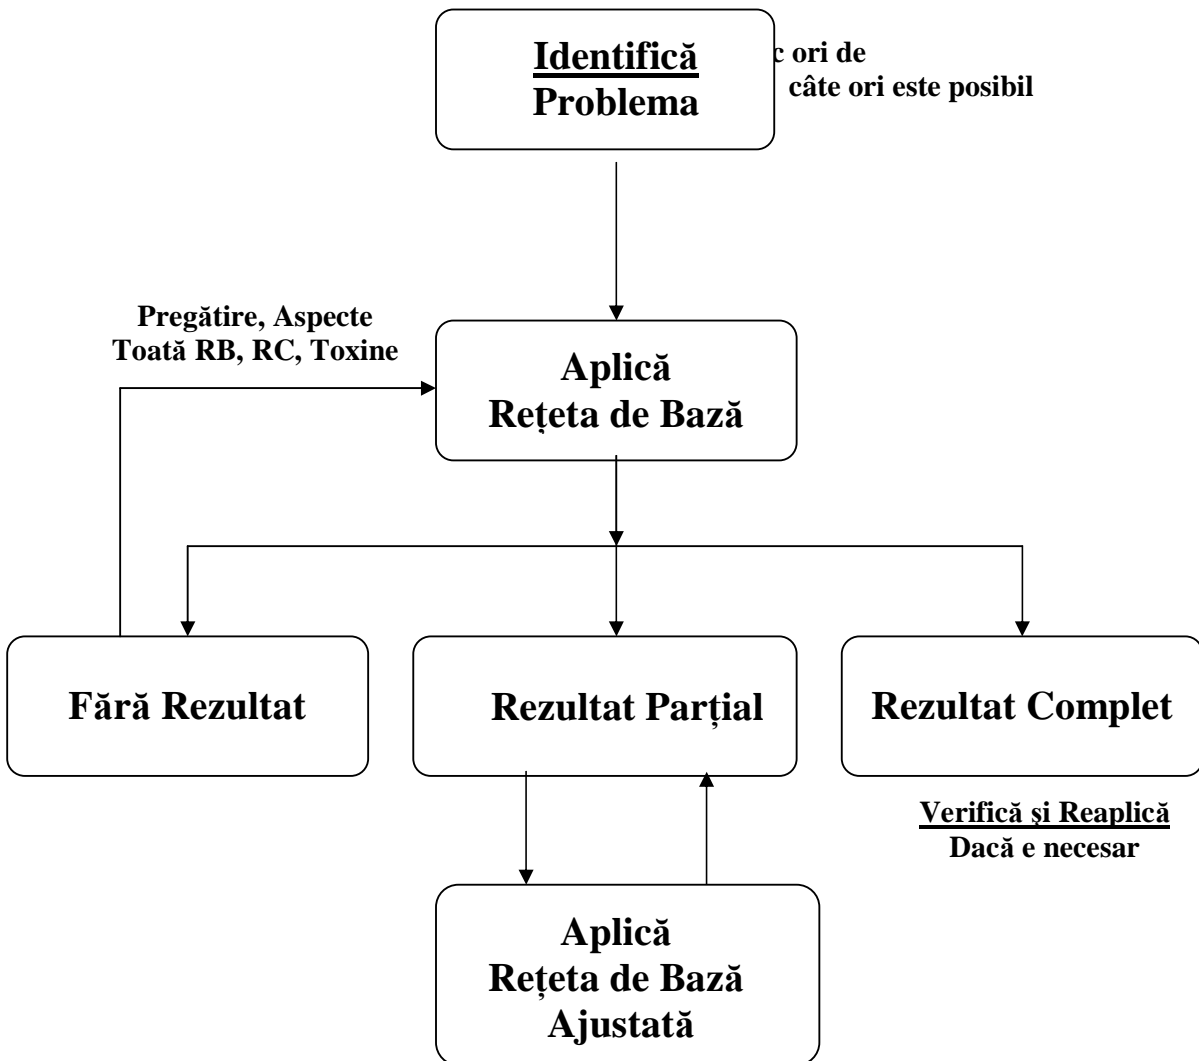 Identifică
Problema
ori de
câte ori este posibil
Pregătire, Aspecte
Toată RB, RC, Toxine
Aplică
Rețeta de Bază
Fără Rezultat
Rezultat Parțial
Rezultat Complet
Verifică și Reaplică
Dacă e necesar
Aplică
Rețeta de Bază
Ajustată